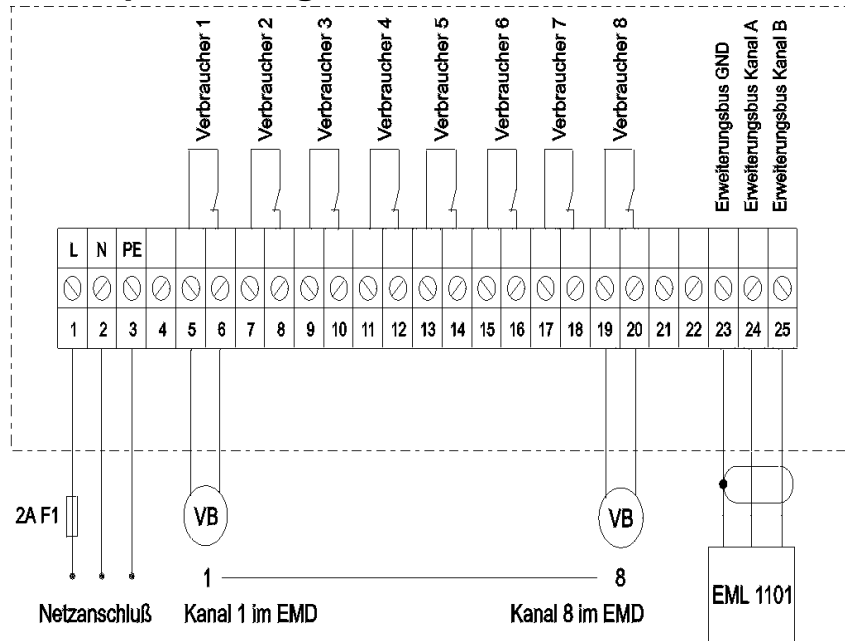 Verbraucher 1
Verbraucher 2
Verbraucher 3
Verbraucher 4
Verbraucher 5
Verbraucher 6
Verbraucher 7
Verbraucher 8
Erweiterungsbus GND
Erweiterungsbus Kanal A
Erweiterungsbus Kanal B
L N PE
1 2 3 4 5 6 7 8 9 10 11 12 13 14 15 16 17 18 19 20 21 22 23 24 25
2A F1
VB
VB
1 8
EML 1101
Netzanschluß
Kanal 1 im EMD
Kanal 8 im EMD